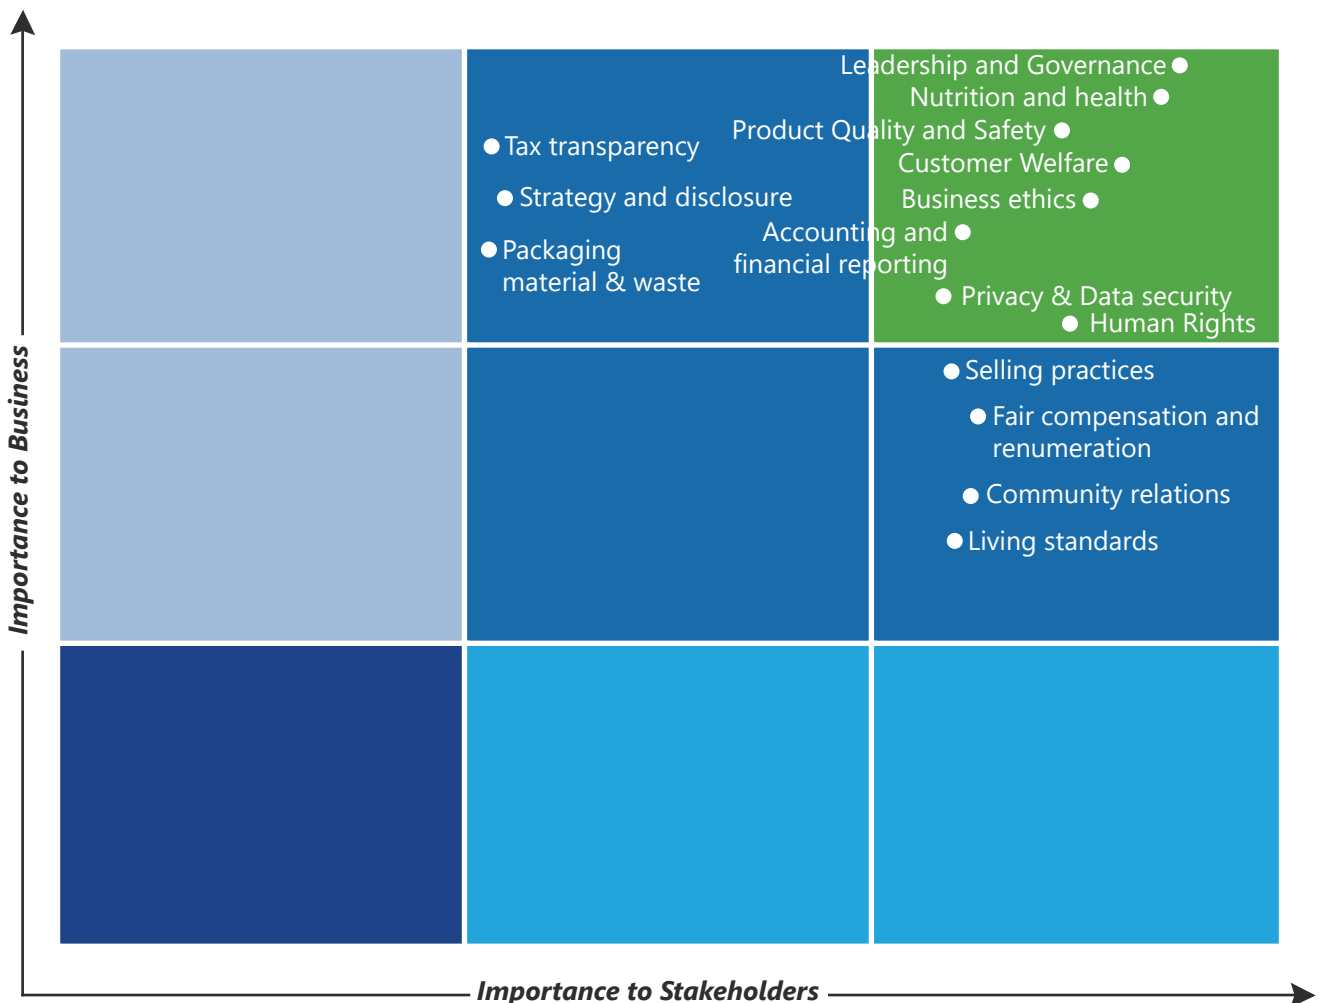 Leadership and Governance
Nutrition and health
Product Quality and Safety
Customer Welfare
Business ethics
Accounting and
financial reporting
Privacy & Data security
Human Rights
Tax transparency
Strategy and disclosure
Packaging
material & waste
Selling practices
Fair compensation and
renumeration
Community relations
Living standards
Importance to Business
Importance to Stakeholders